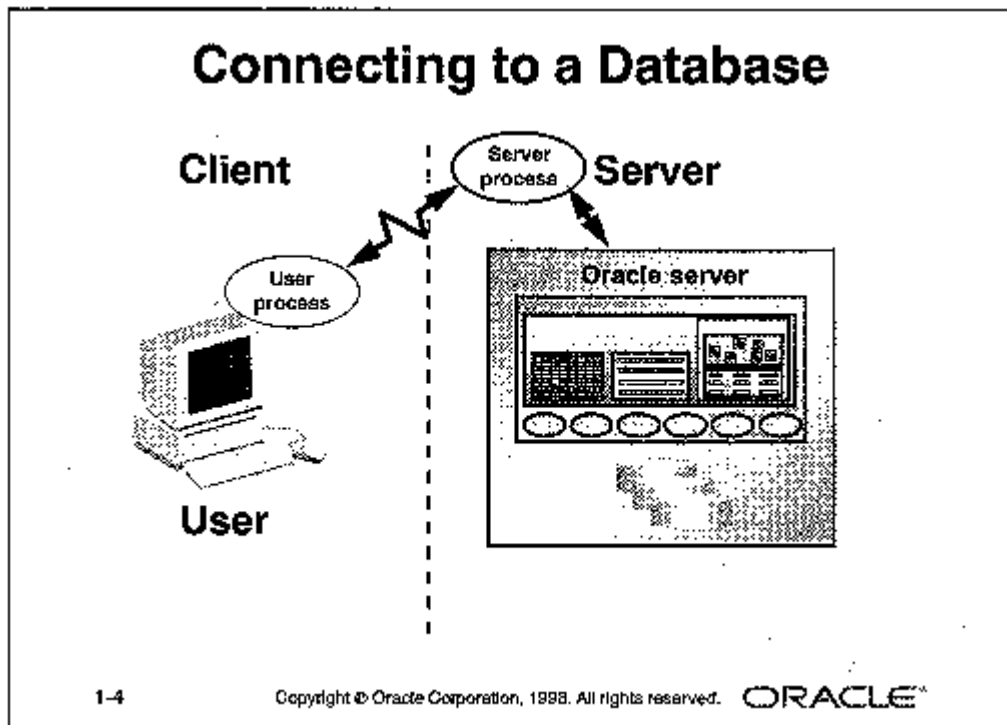 Connecting to a Database
Client
Server
process
Server
User
process
Oracle server
User
1-4
Copyright © Oracle Corporation, 1998. All rights reserved.
ORACLE